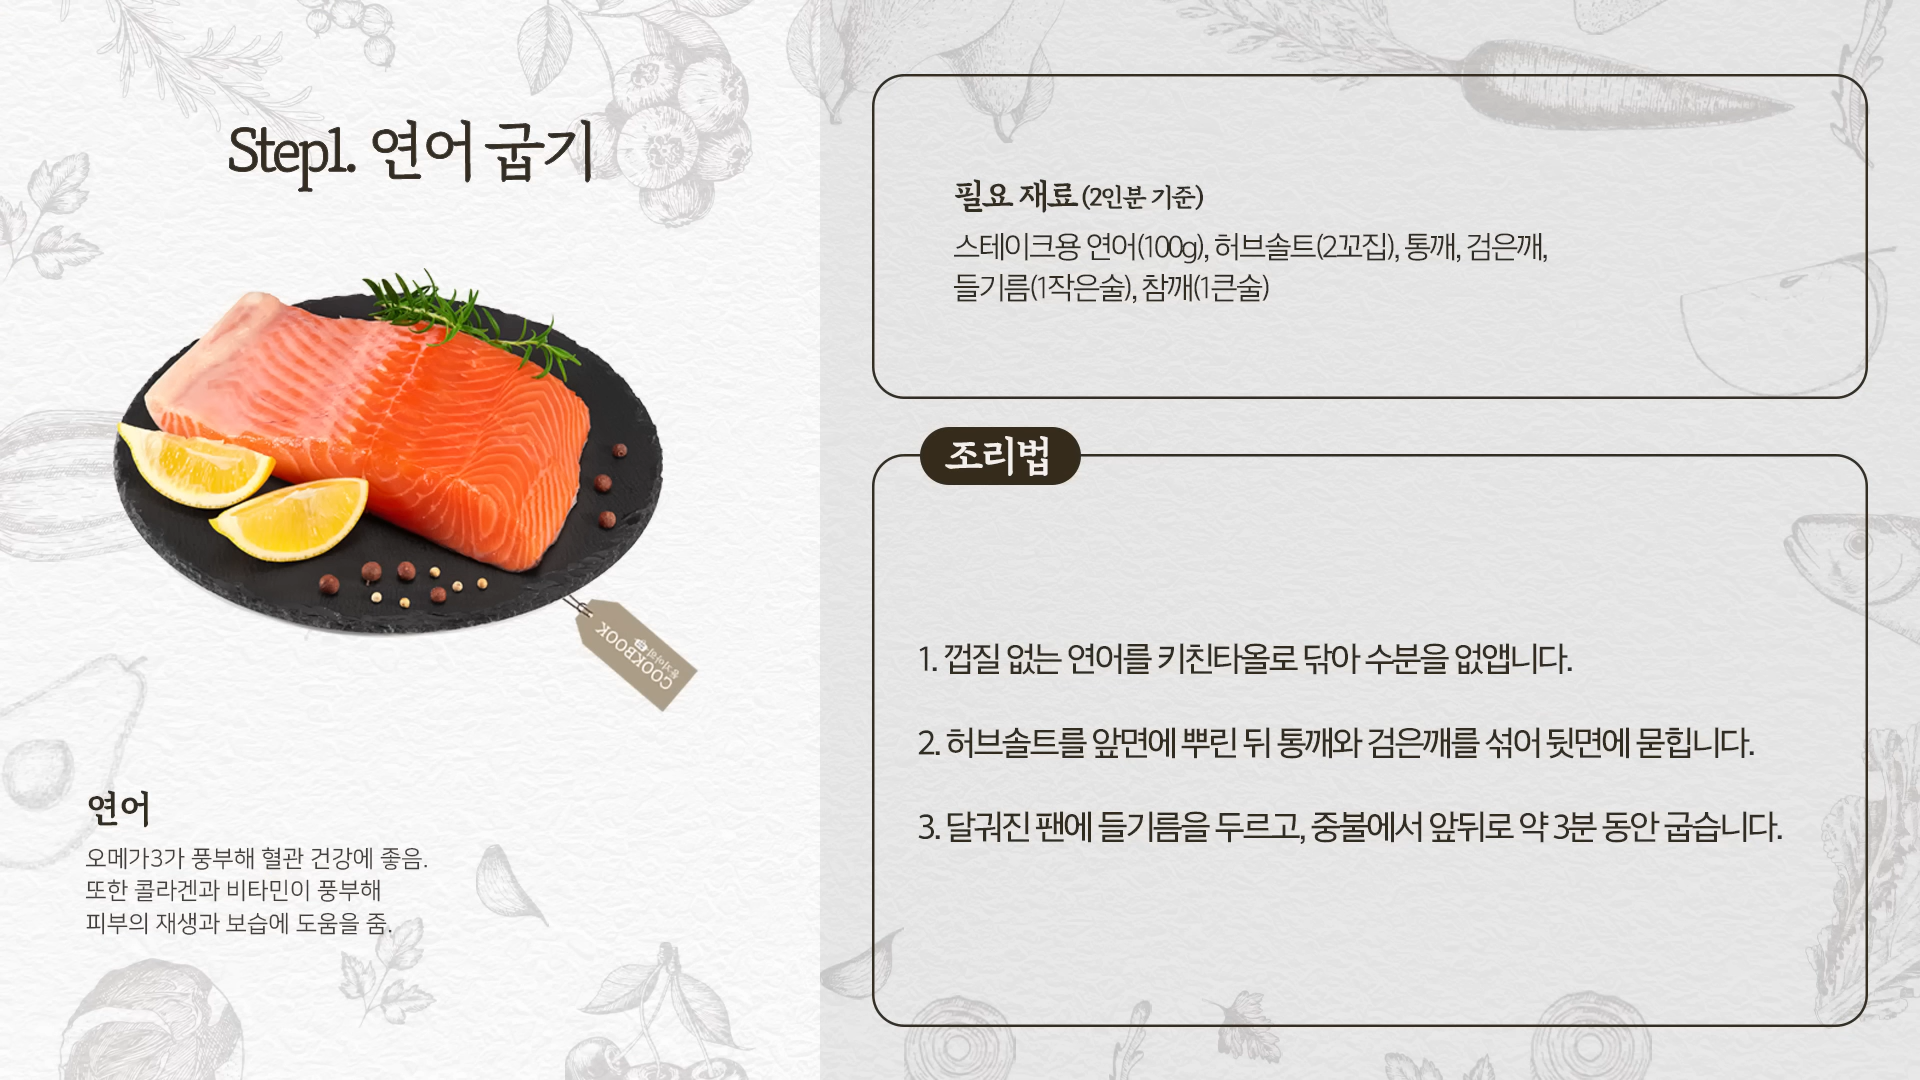 Step1. 연어 굽기
연어
오메가3가 풍부해 혈관 건강에 좋음.
또한 콜라겐과 비타민이 풍부해
피부의 재생과 보습에 도움을 줌.
COOKBOOK
필요 재료 (2인분 기준)
스테이크용 연어(100g), 허브솔트(2꼬집), 통깨, 검은깨,
들기름(1작은술), 참깨(1큰술)
조리법
1. 껍질 없는 연어를 키친타올로 닦아 수분을 없앱니다.
2. 허브솔트를 앞면에 뿌린 뒤 통깨와 검은깨를 섞어 뒷면에 묻힙니다.
3. 달궈진 팬에 들기름을 두르고, 중불에서 앞뒤로 약 3분 동안 굽습니다.